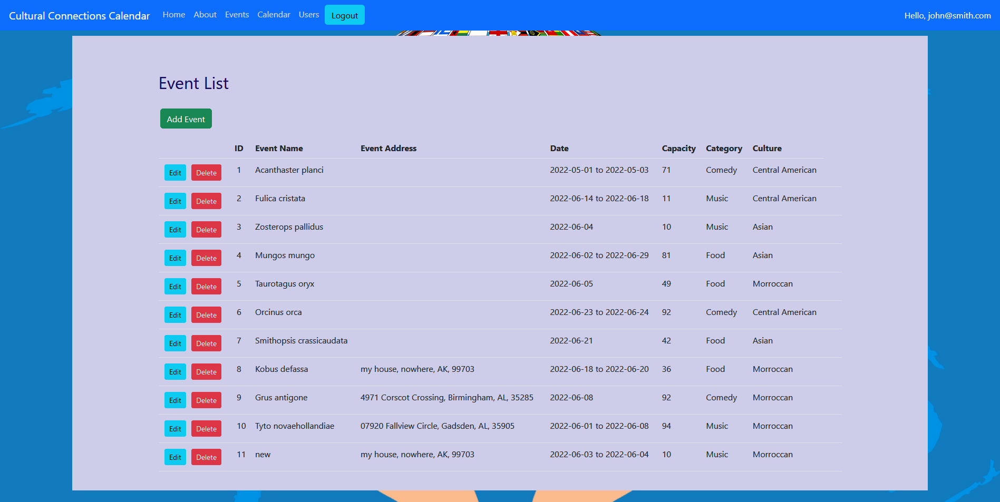 Cultural Connections Calendar Home About Events Calendar Users Logout Hello, john@smith.com
Event List
Add Event
ID Event Name Event Address Date Capacity Category Culture
Edit Delete 1 Acanthaster planci 2022-05-01 to 2022-05-03 71 Comedy Central American
Edit Delete 2 Fulica cristata 2022-06-14 to 2022-06-18 11 Music Central American
Edit Delete 3 Zosterops pallidus 2022-06-04 10 Music Asian
Edit Delete 4 Mungos mungo 2022-06-02 to 2022-06-29 81 Food Asian
Edit Delete 5 Taurotagus oryx 2022-06-05 49 Food Morroccan
Edit Delete 6 Orcinus orca 2022-06-23 to 2022-06-24 92 Comedy Central American
Edit Delete 7 Smithopsis crassicaudata 2022-06-21 42 Food Asian
Edit Delete 8 Kobus defassa my house, nowhere, AK, 99703 2022-06-18 to 2022-06-20 36 Food Morroccan
Edit Delete 9 Grus antigone 4971 Corscot Crossing, Birmingham, AL, 35285 2022-06-08 92 Comedy Morroccan
Edit Delete 10 Tyto novaehollandiae 07920 Fallview Circle, Gadsden, AL, 35905 2022-06-01 to 2022-06-08 94 Music Morroccan
Edit Delete 11 new my house, nowhere, AK, 99703 2022-06-03 to 2022-06-04 10 Music Morroccan